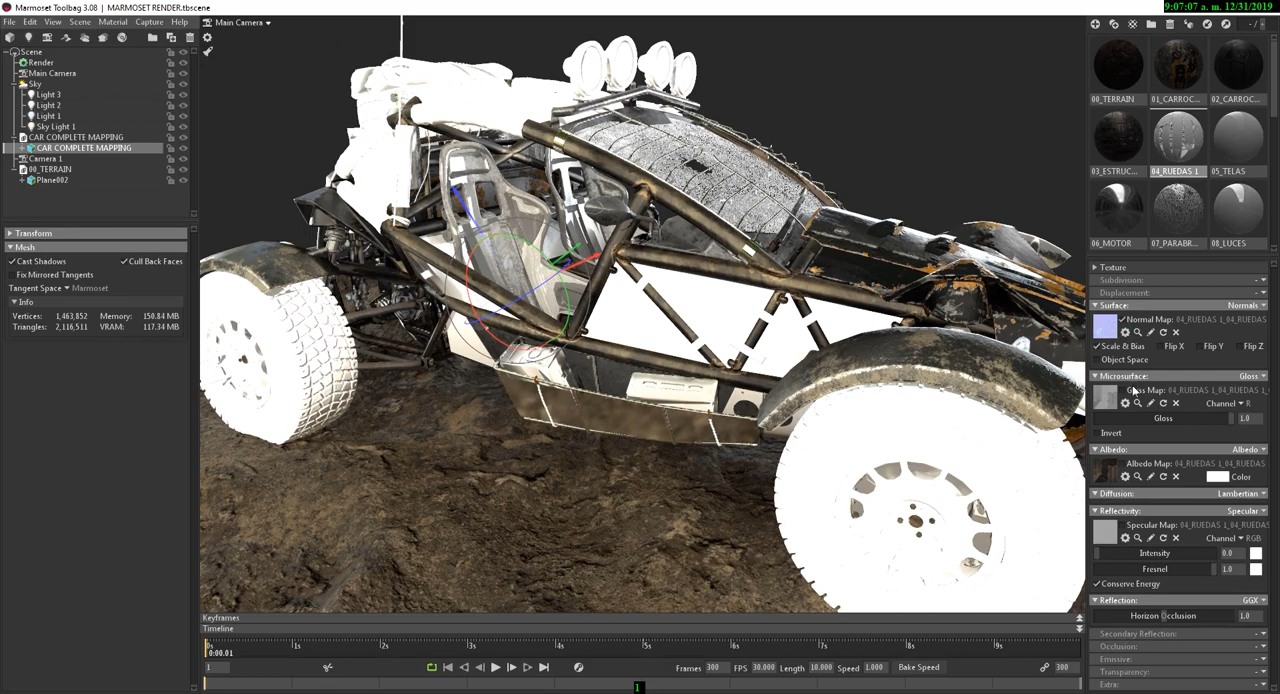 Marmoset Toolbag 3.08 | MARMOSET RENDER.tbscene
9:07:07 a. m. 12/31/2019
File Edit View Scene Material Capture Help
Main Camera
Scene
Render
Main Camera
Sky
Light 3
Light 2
Light 1
Sky Light 1
CAR COMPLETE MAPPING
CAR COMPLETE MAPPING
Camera 1
00_TERRAIN
Plane002
Transform
Mesh
Cast Shadows Cull Back Faces
Fix Mirrored Tangents
Tangent Space Marmoset
Info
Vertices: 1,463,852 Memory: 150.84 MB
Triangles: 2,116,511 VRAM: 117.34 MB
00_TERRAIN 01_CARROC... 02_CARROC...
03_ESTRUC... 04_RUEDAS 1 05_TELAS
06_MOTOR 07_PARABR... 08_LUCES
Texture
Subdivision:
Displacement:
Surface: Normals
Normal Map: 04_RUEDAS 1_04_RUEDAS
Scale & Bias Flip X Flip Y Flip Z
Object Space
Microsurface: Gloss
Map: 04_RUEDAS 1_04_RUEDAS 1_
Channel R
Gloss 1.0
Invert
Albedo: Albedo
Albedo Map: 04_RUEDAS 1_04_RUEDAS
Color
Diffusion: Lambertian
Reflectivity: Specular
Specular Map: 04_RUEDAS 1_04_RUEDAS
Channel RGB
Intensity 0.0
Fresnel 1.0
Conserve Energy
Reflection: GGX
Horizon Occlusion 1.0
Secondary Reflection:
Occlusion:
Emissive:
Transparency:
Extra:
Keyframes
Timeline
0s 1s 2s 3s 4s 5s 6s 7s 8s 9s
0:00.01
1 Frames 300 FPS 30.000 Length 10.000 Speed 1.000 Bake Speed 300
1